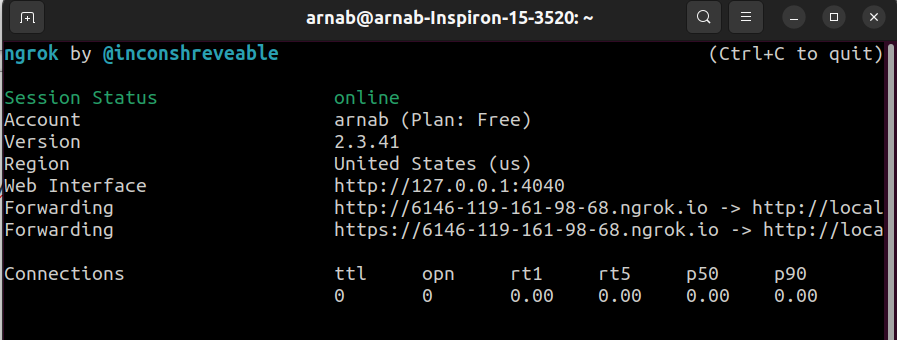 arnab@arnab-Inspiron-15-3520: ~
ngrok by @inconshreveable (Ctrl+C to quit)
Session Status online
Account arnab (Plan: Free)
Version 2.3.41
Region United States (us)
Web Interface http://127.0.0.1:4040
Forwarding http://6146-119-161-98-68.ngrok.io -> http://local
Forwarding https://6146-119-161-98-68.ngrok.io -> http://loca
Connections ttl opn rt1 rt5 p50 p90
0 0 0.00 0.00 0.00 0.00